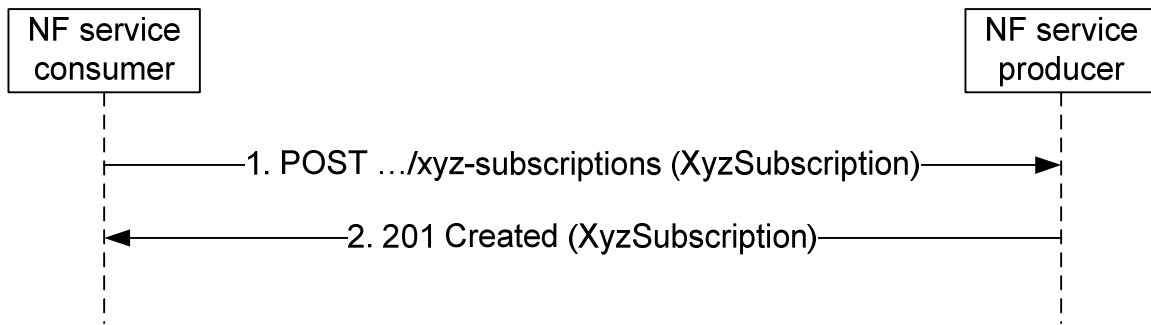 NF service
consumer
NF service
producer
1. POST …/xyz-subscriptions (XyzSubscription)
2. 201 Created (XyzSubscription)